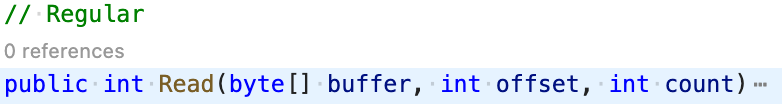 // Regular
0 references
public int Read(byte[] buffer, int offset, int count)⋯